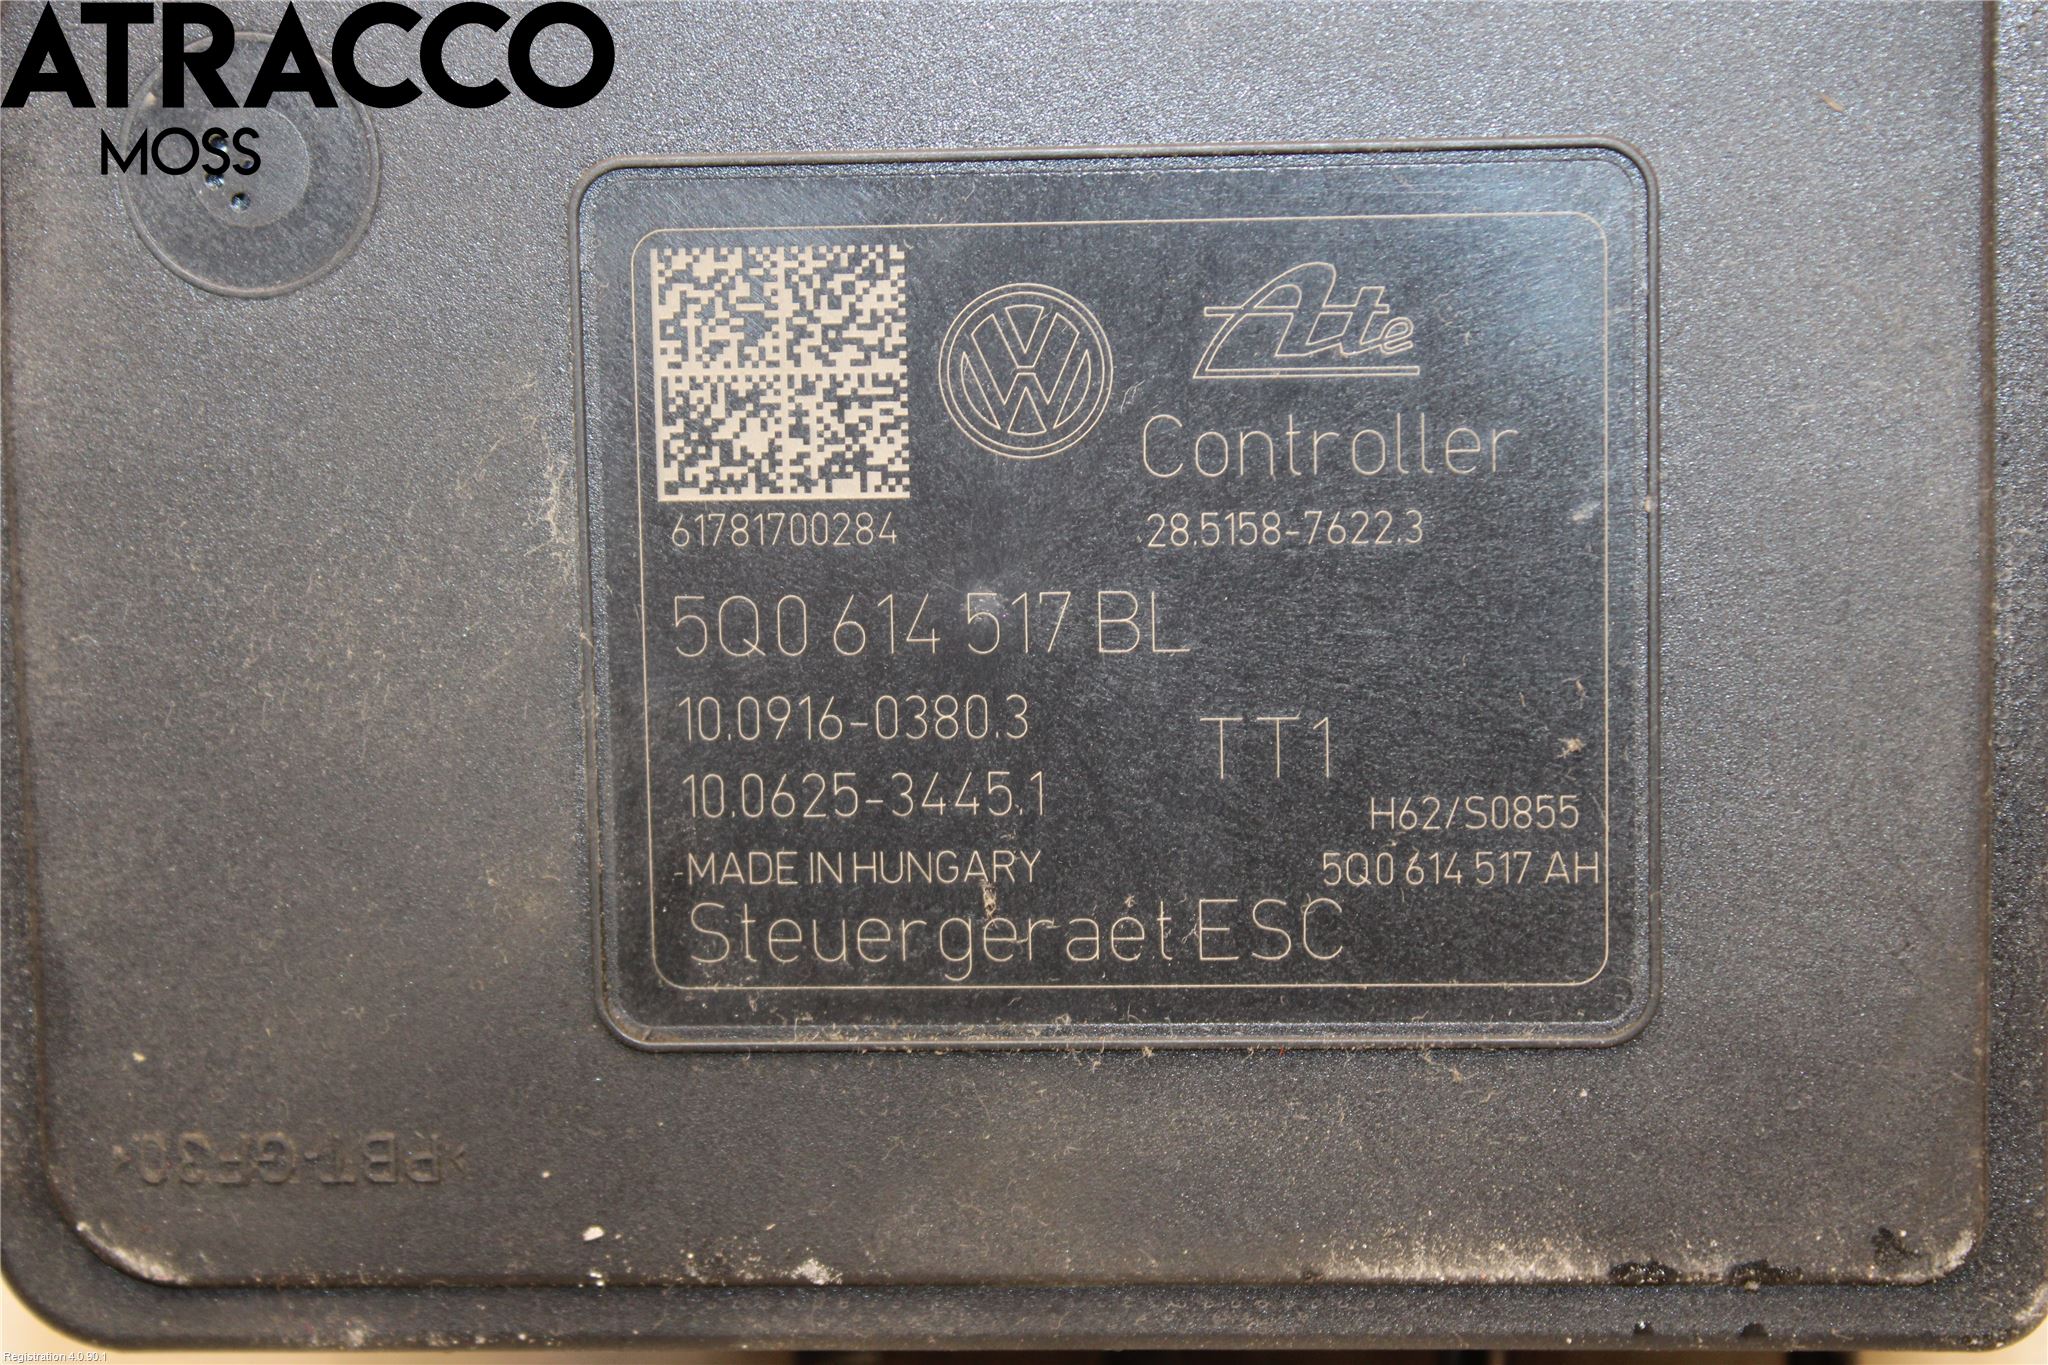 ATRACCO
MOSS
Ate
Controller
61781700284
28.5158-7622.3
5Q0 614 517 BL
10.0916-0380.3
TT1
10.0625-3445.1
H62/S0855
MADE IN HUNGARY
5Q0 614 517 AH
Steuergeraet ESC
>PBT-GF30<
Registration 4.0.90.1